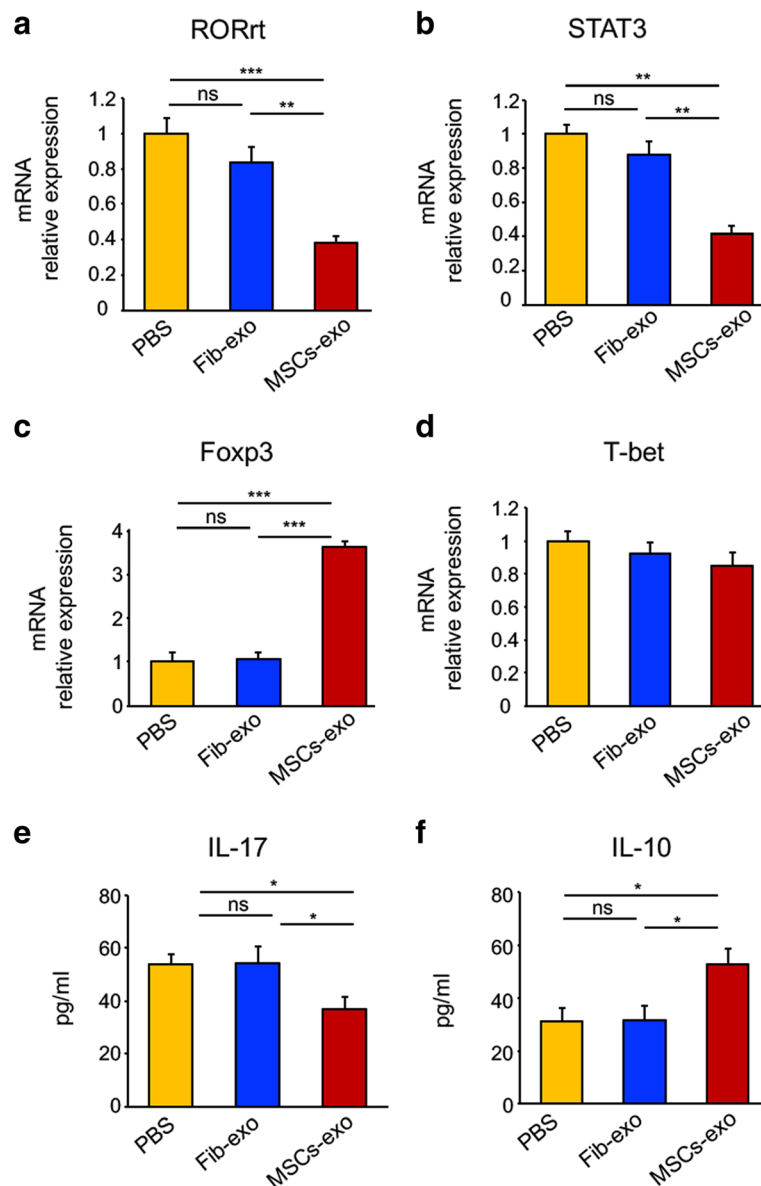 a
RORrt
***
ns
**
mRNA
relative expression
1.2
1
0.8
0.6
0.4
0.2
0
PBS
Fib-exo
MSCs-exo
b
STAT3
**
ns
**
mRNA
relative expression
1.2
1
0.8
0.6
0.4
0.2
0
PBS
Fib-exo
MSCs-exo
c
Foxp3
***
ns
***
mRNA
relative expression
4
3
2
1
0
PBS
Fib-exo
MSCs-exo
d
T-bet
mRNA
relative expression
1.2
1
0.8
0.6
0.4
0.2
0
PBS
Fib-exo
MSCs-exo
e
IL-17
*
ns
*
pg/ml
80
60
40
20
0
PBS
Fib-exo
MSCs-exo
f
IL-10
*
ns
*
pg/ml
80
60
40
20
0
PBS
Fib-exo
MSCs-exo